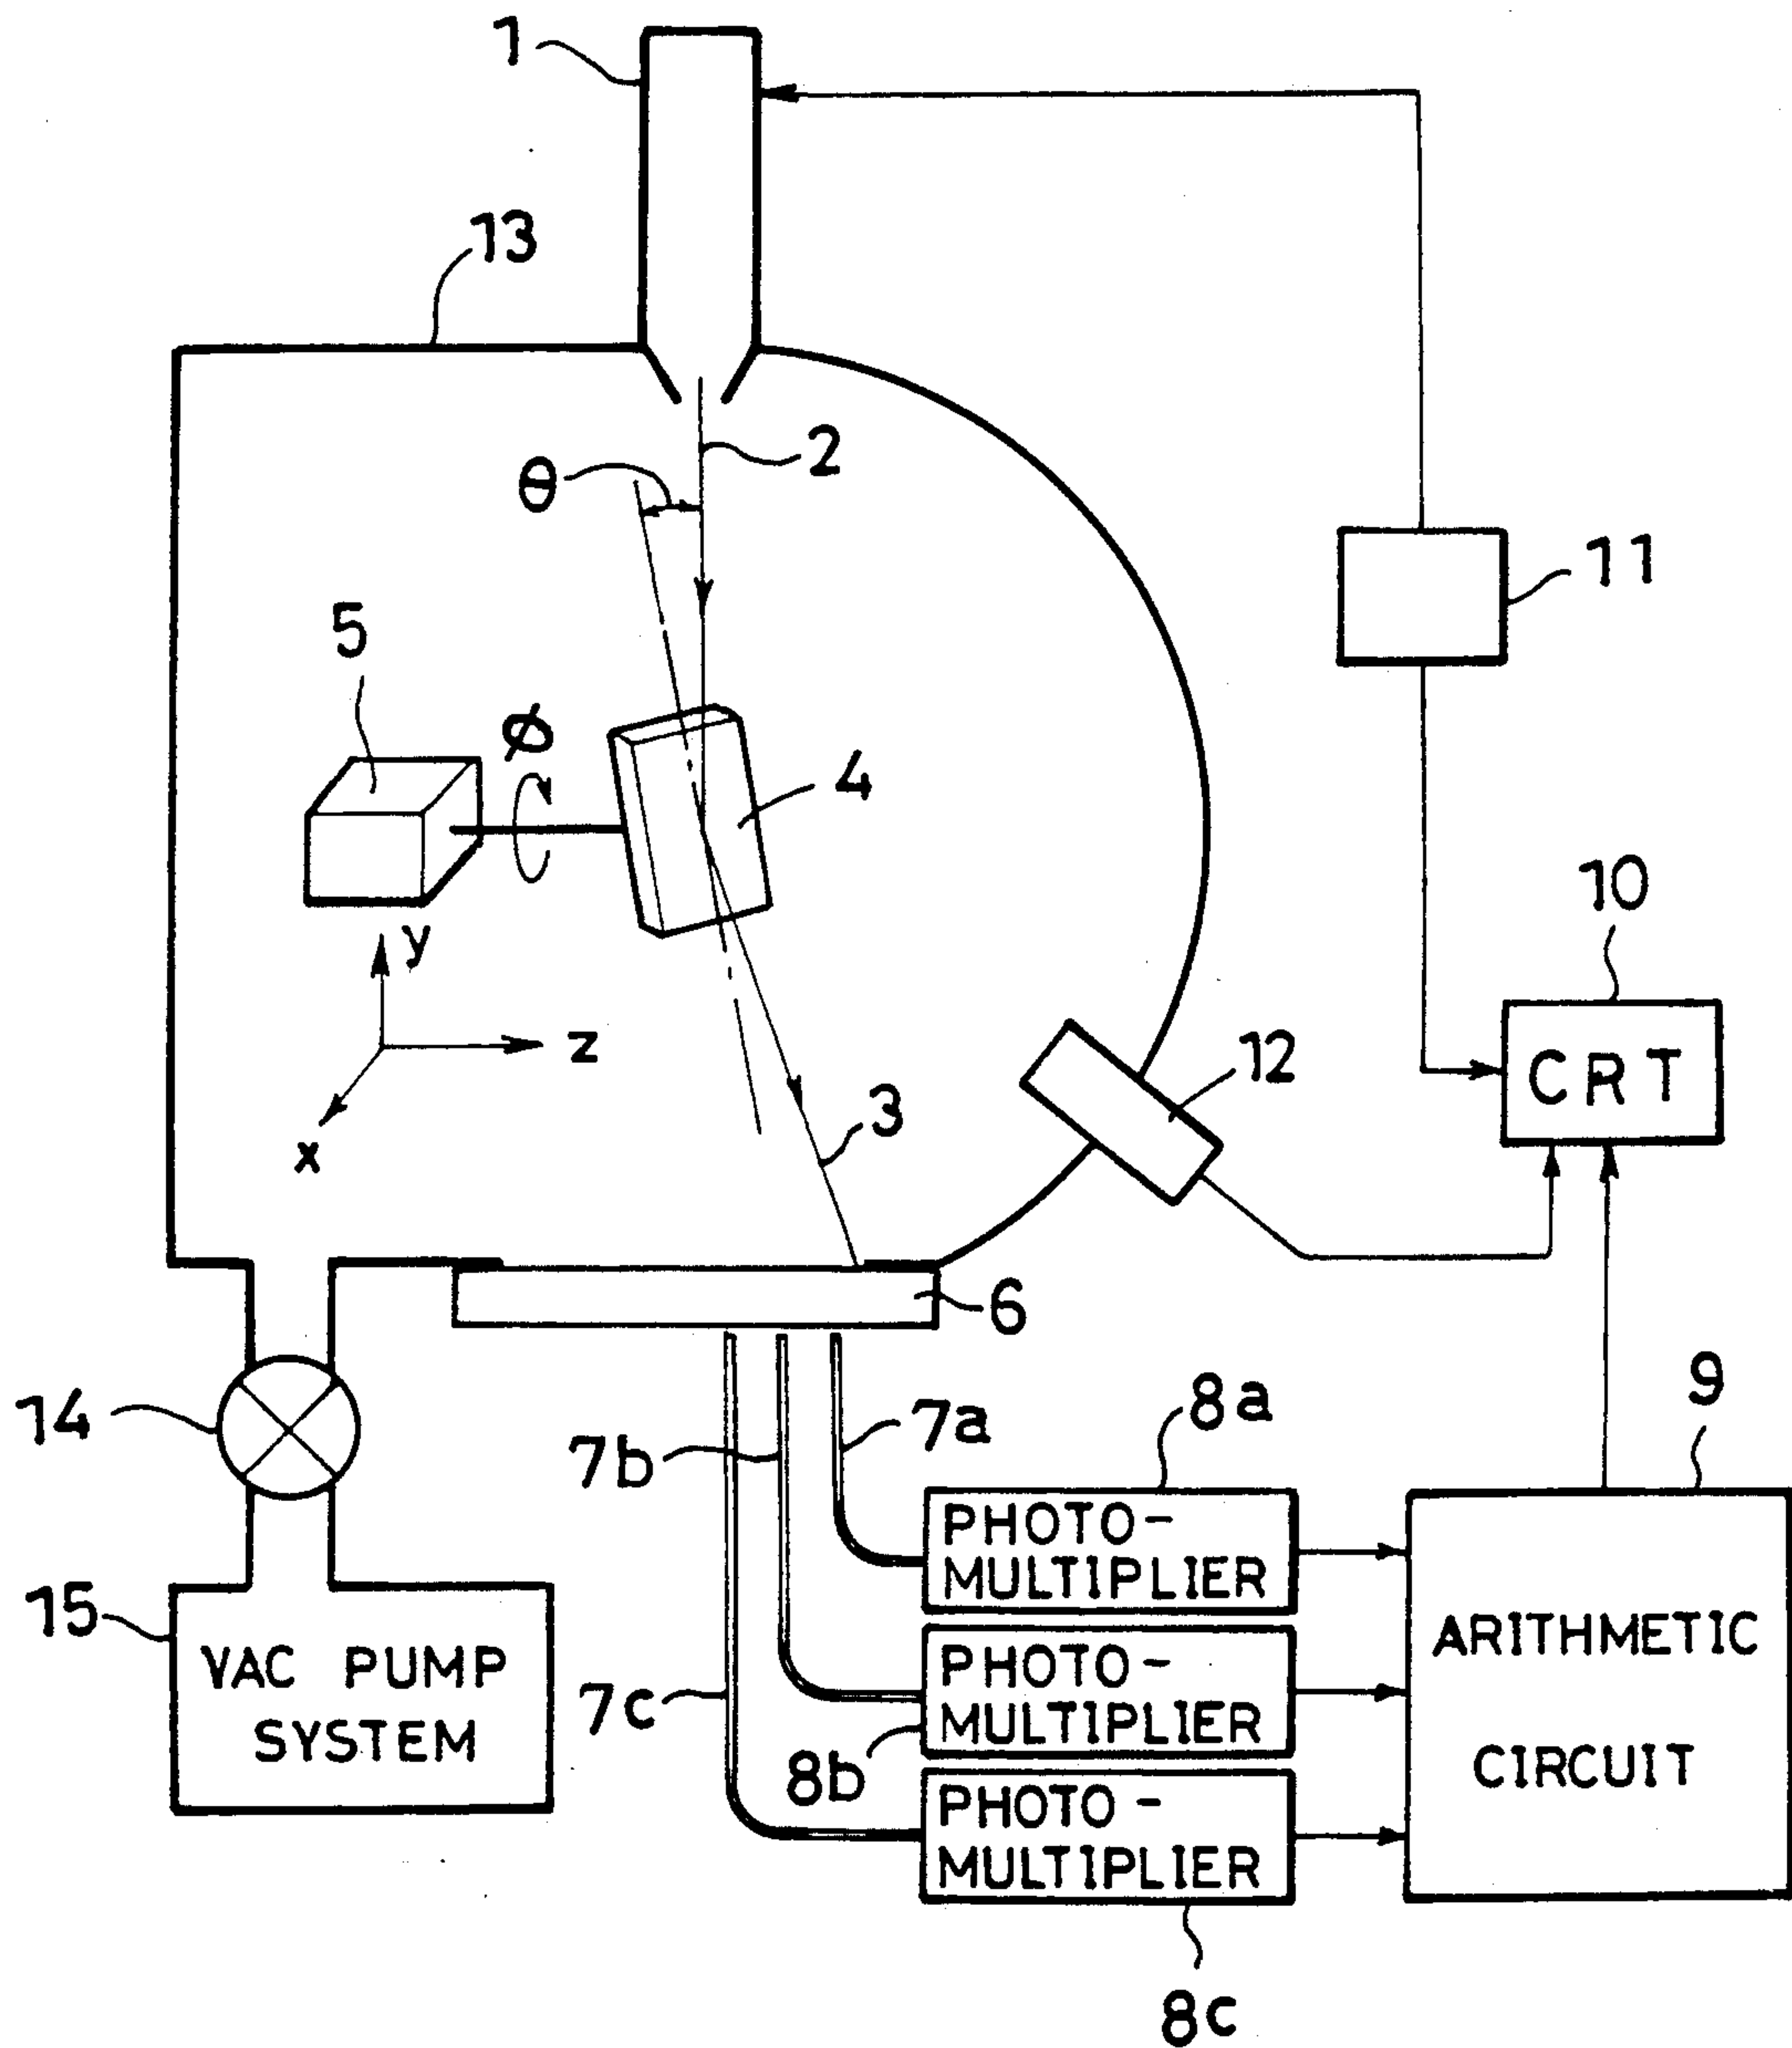 1
13
2
θ
11
5
ϕ
4
10
y
z
CRT
12
x
3
6
14
7a
8a
9
7b
PHOTO-
MULTIPLIER
15
ARITHMETIC
CIRCUIT
VAC PUMP
SYSTEM
7c
PHOTO-
MULTIPLIER
8b
PHOTO-
MULTIPLIER
8c